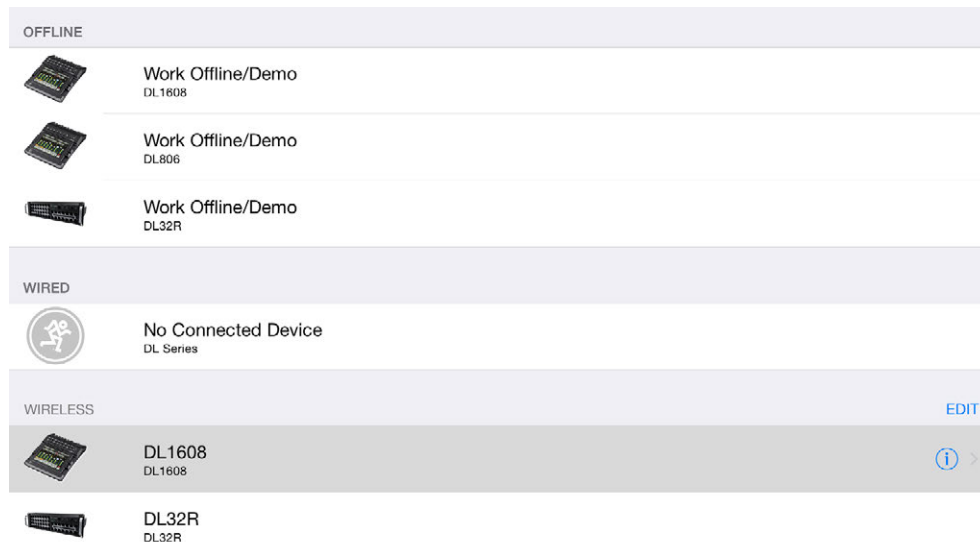 OFFLINE
Work Offline/Demo
DL1608
Work Offline/Demo
DL806
Work Offline/Demo
DL32R
WIRED
No Connected Device
DL Series
WIRELESS
EDIT
DL1608
DL1608
DL32R
DL32R